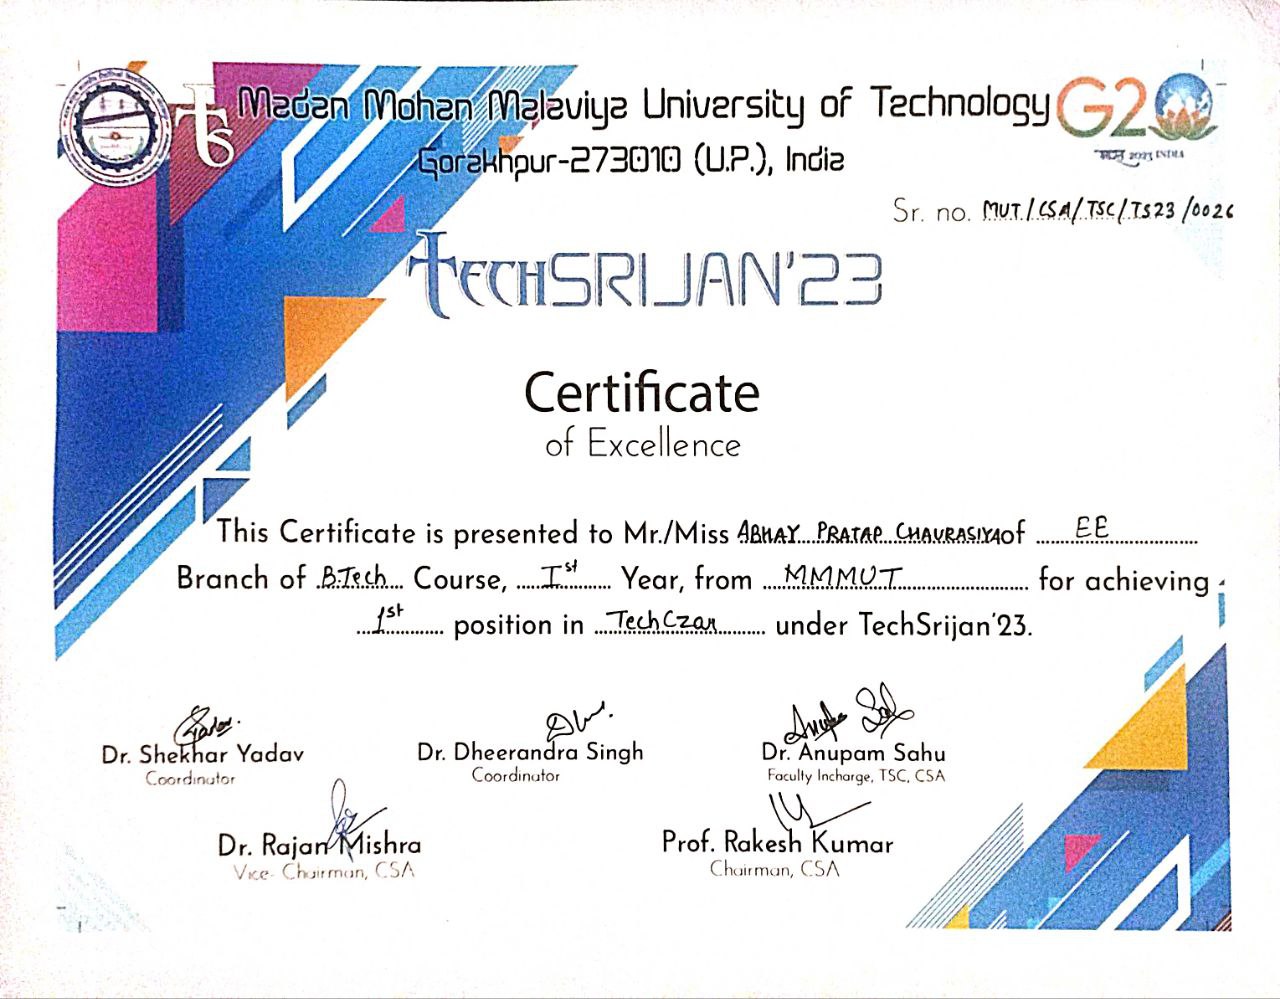 Madan Mohan Malaviya University of Technology
Gorakhpur-273010 (U.P.), India
TS
G20
भारत 2023 INDIA
Sr. no. MUT/CSA/TSC/TS23/0026
TECHSRIJAN'23
Certificate
of Excellence
This Certificate is presented to Mr./Miss ABHAY PRATAP CHAURASIYA of EE
Branch of B.Tech Course, Ist Year, from MMMUT for achieving
1st position in TechCzar under TechSrijan'23.
Dr. Shekhar Yadav
Coordinator
Dr. Dheerandra Singh
Coordinator
Dr. Anupam Sahu
Faculty Incharge, TSC, CSA
Dr. Rajan Mishra
Vice- Chairman, CSA
Prof. Rakesh Kumar
Chairman, CSA